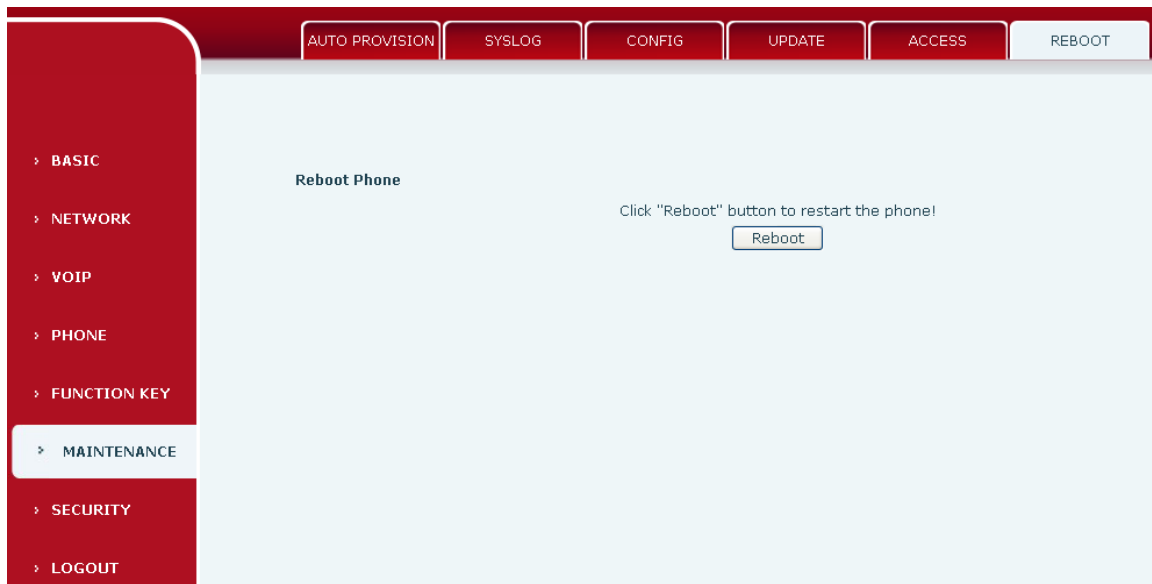 AUTO PROVISION SYSLOG CONFIG UPDATE ACCESS REBOOT
› BASIC
› NETWORK
› VOIP
› PHONE
› FUNCTION KEY
› MAINTENANCE
› SECURITY
› LOGOUT
Reboot Phone
Click "Reboot" button to restart the phone!
Reboot